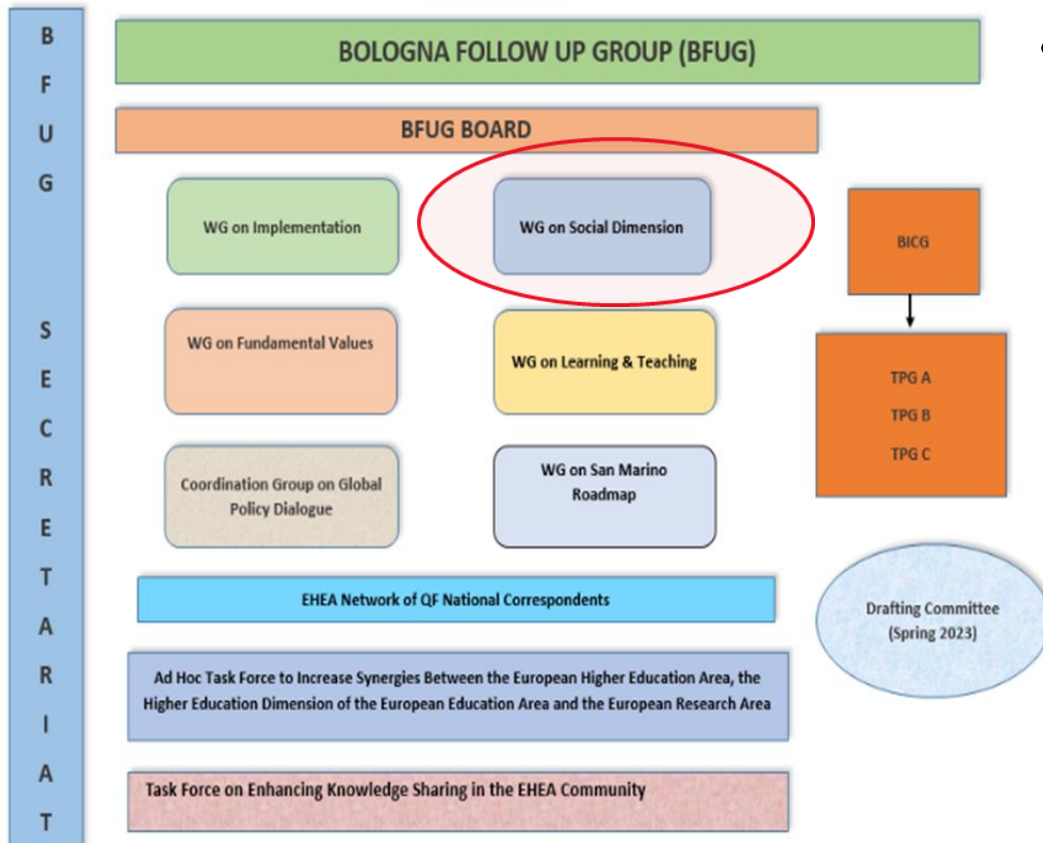 BFUG SECRETARIAT
BOLOGNA FOLLOW UP GROUP (BFUG)
BFUG BOARD
WG on Implementation
WG on Social Dimension
BICG
WG on Fundamental Values
WG on Learning & Teaching
TPG A
TPG B
TPG C
Coordination Group on Global
Policy Dialogue
WG on San Marino
Roadmap
EHEA Network of QF National Correspondents
Drafting Committee
(Spring 2023)
Ad Hoc Task Force to Increase Synergies Between the European Higher Education Area, the
Higher Education Dimension of the European Education Area and the European Research Area
Task Force on Enhancing Knowledge Sharing in the EHEA Community